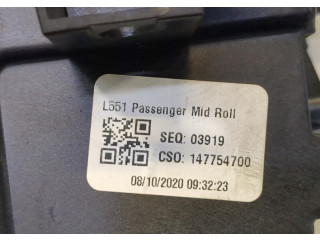 L551 Passenger Mid Roll
SEQ: 03919
CSO: 147754700
08/10/2020 09:32:23